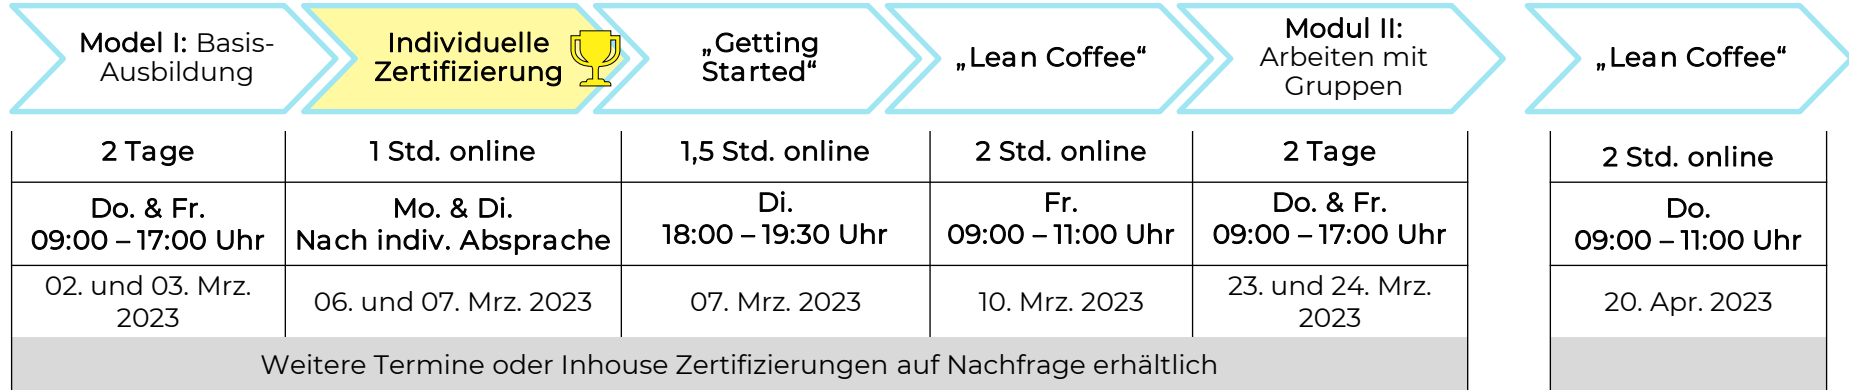 Model I: Basis-
Ausbildung
Individuelle
Zertifizierung
„Getting
Started“
„Lean Coffee“
Modul II:
Arbeiten mit
Gruppen
„Lean Coffee“
2 Tage
1 Std. online
1,5 Std. online
2 Std. online
2 Tage
2 Std. online
Do. & Fr.
09:00 – 17:00 Uhr
Mo. & Di.
Nach indiv. Absprache
Di.
18:00 – 19:30 Uhr
Fr.
09:00 – 11:00 Uhr
Do. & Fr.
09:00 – 17:00 Uhr
Do.
09:00 – 11:00 Uhr
02. und 03. Mrz.
2023
06. und 07. Mrz. 2023
07. Mrz. 2023
10. Mrz. 2023
23. und 24. Mrz.
2023
20. Apr. 2023
Weitere Termine oder Inhouse Zertifizierungen auf Nachfrage erhältlich